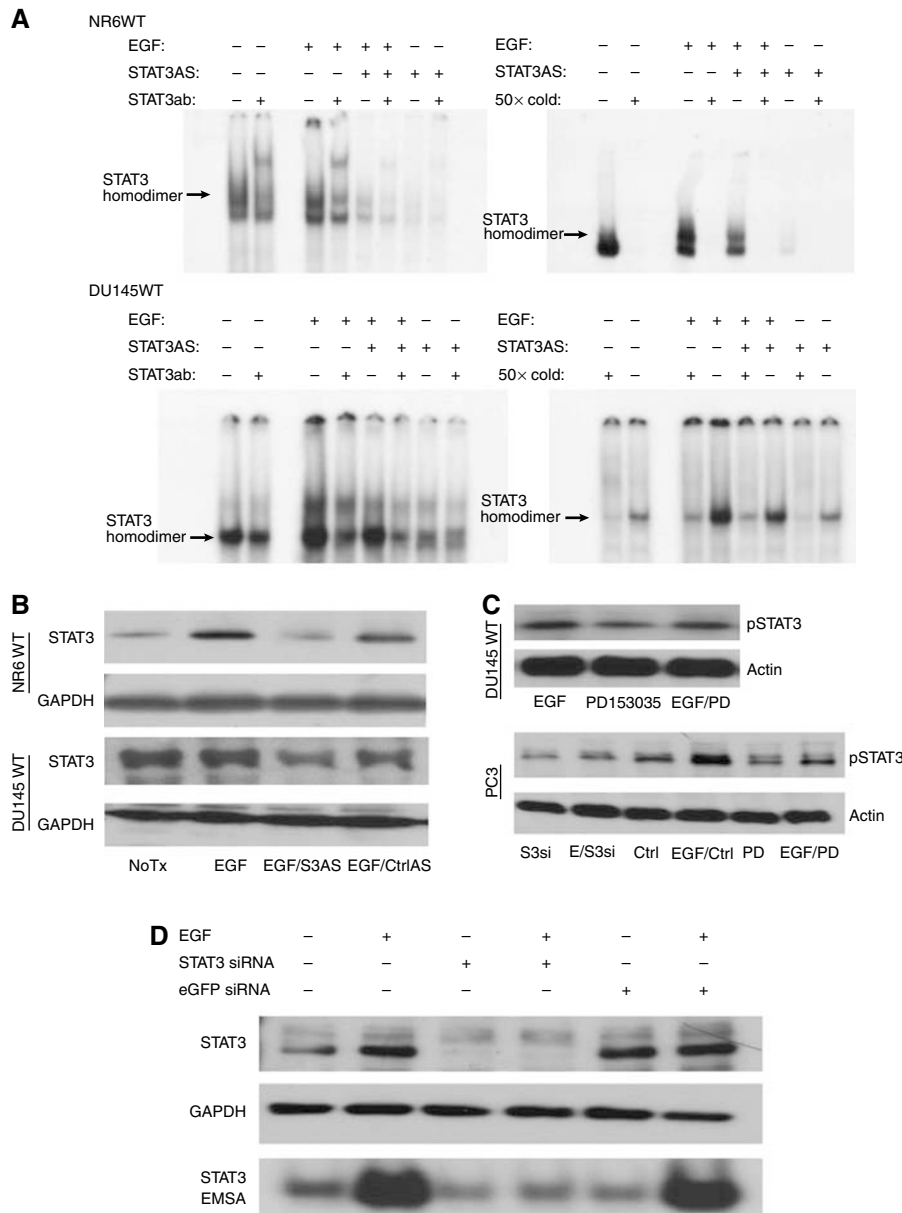 A
NR6WT
EGF: – – + + + + – –
STAT3AS: – – – – + + + +
STAT3ab: – + – + – + – +
STAT3 homodimer
EGF: – – + + + + – –
STAT3AS: – – – – + + + +
50× cold: – + – + – + – +
STAT3 homodimer
DU145WT
EGF: – – + + + + – –
STAT3AS: – – – – + + + +
STAT3ab: – + – + – + – +
STAT3 homodimer
EGF: – – + + + + – –
STAT3AS: – – – – + + + +
50× cold: + – + – + – + –
STAT3 homodimer
B
NR6 WT
STAT3
GAPDH
DU145 WT
STAT3
GAPDH
NoTx EGF EGF/S3AS EGF/CtrlAS
C
DU145 WT
pSTAT3
Actin
EGF PD153035 EGF/PD
PC3
pSTAT3
Actin
S3si E/S3si Ctrl EGF/Ctrl PD EGF/PD
D
EGF – + – + – +
STAT3 siRNA – – + + – –
eGFP siRNA – – – – + +
STAT3
GAPDH
STAT3
EMSA